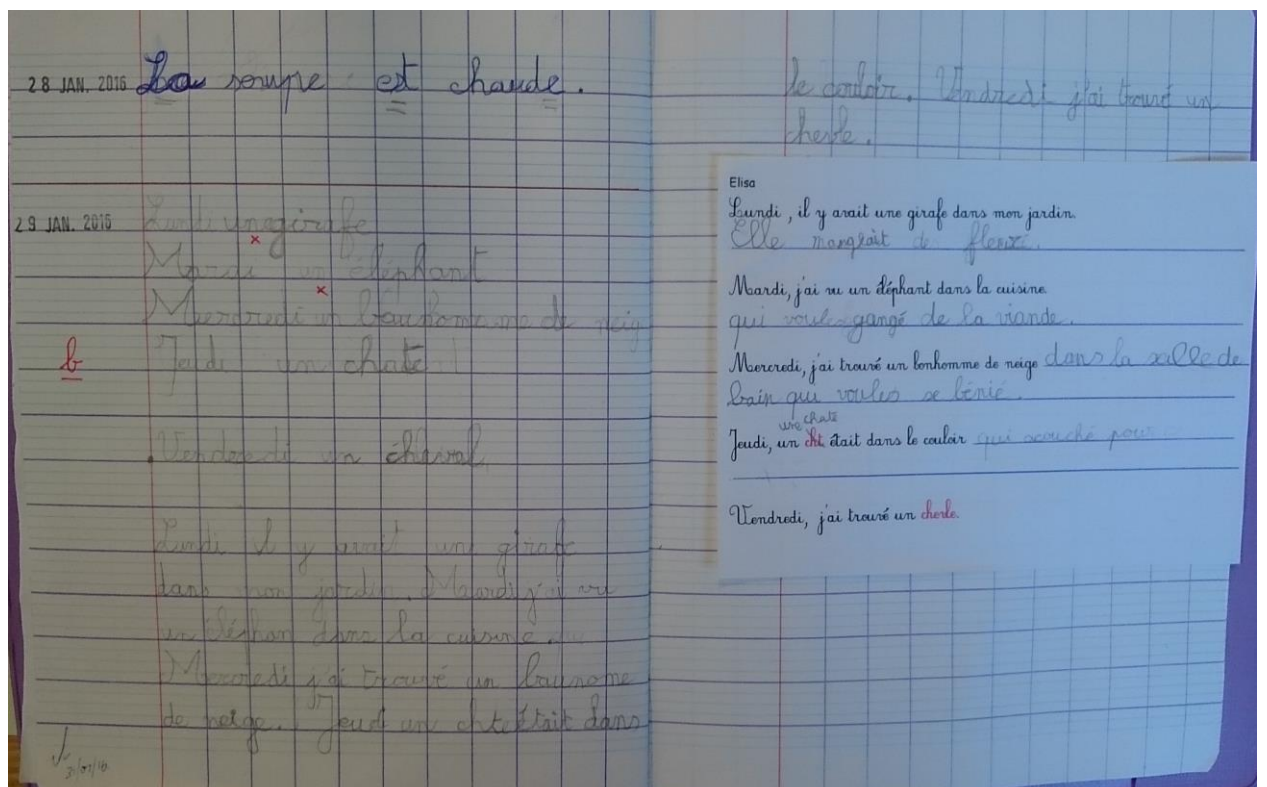 28 JAN. 2016 La soupe est chaude.
29 JAN. 2016 Lundi une girafe
x
Mardi un éléphant
x
Mercredi un bauhomme de neig
b Jeudi un chate
Vendredi un cheval
Lundi il y avait une girafe
dans mon jardin. Mardi j'ai vu
un éléphan dans la cuisine.
Mercredi j'ai trouvé un baunome
de neige. Jeudi un chte était dans
le couloir. Vendredi j'ai trouvé un
cherle.
Elisa
Lundi, il y avait une girafe dans mon jardin.
Elle mangeait de fleure.
Mardi, j'ai vu un éléphant dans la cuisine.
qui voule gangé de la viande.
Mercredi, j'ai trouvé un bonhomme de neige dans la salle de
bain qui voules se bénié.
une chate
Jeudi, un cht était dans le couloir qui acouché pour
Vendredi, j'ai trouvé un cherle.